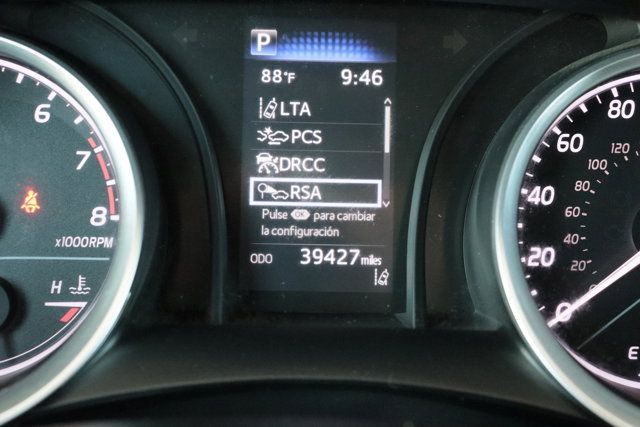 P
88°F 9:46
LTA
PCS
DRCC
RSA
Pulse OK para cambiar
la configuración
ODO 39427 miles
6
7
8
x1000RPM
H
80
60
40
20
0
120
100
80
60
40
20
E